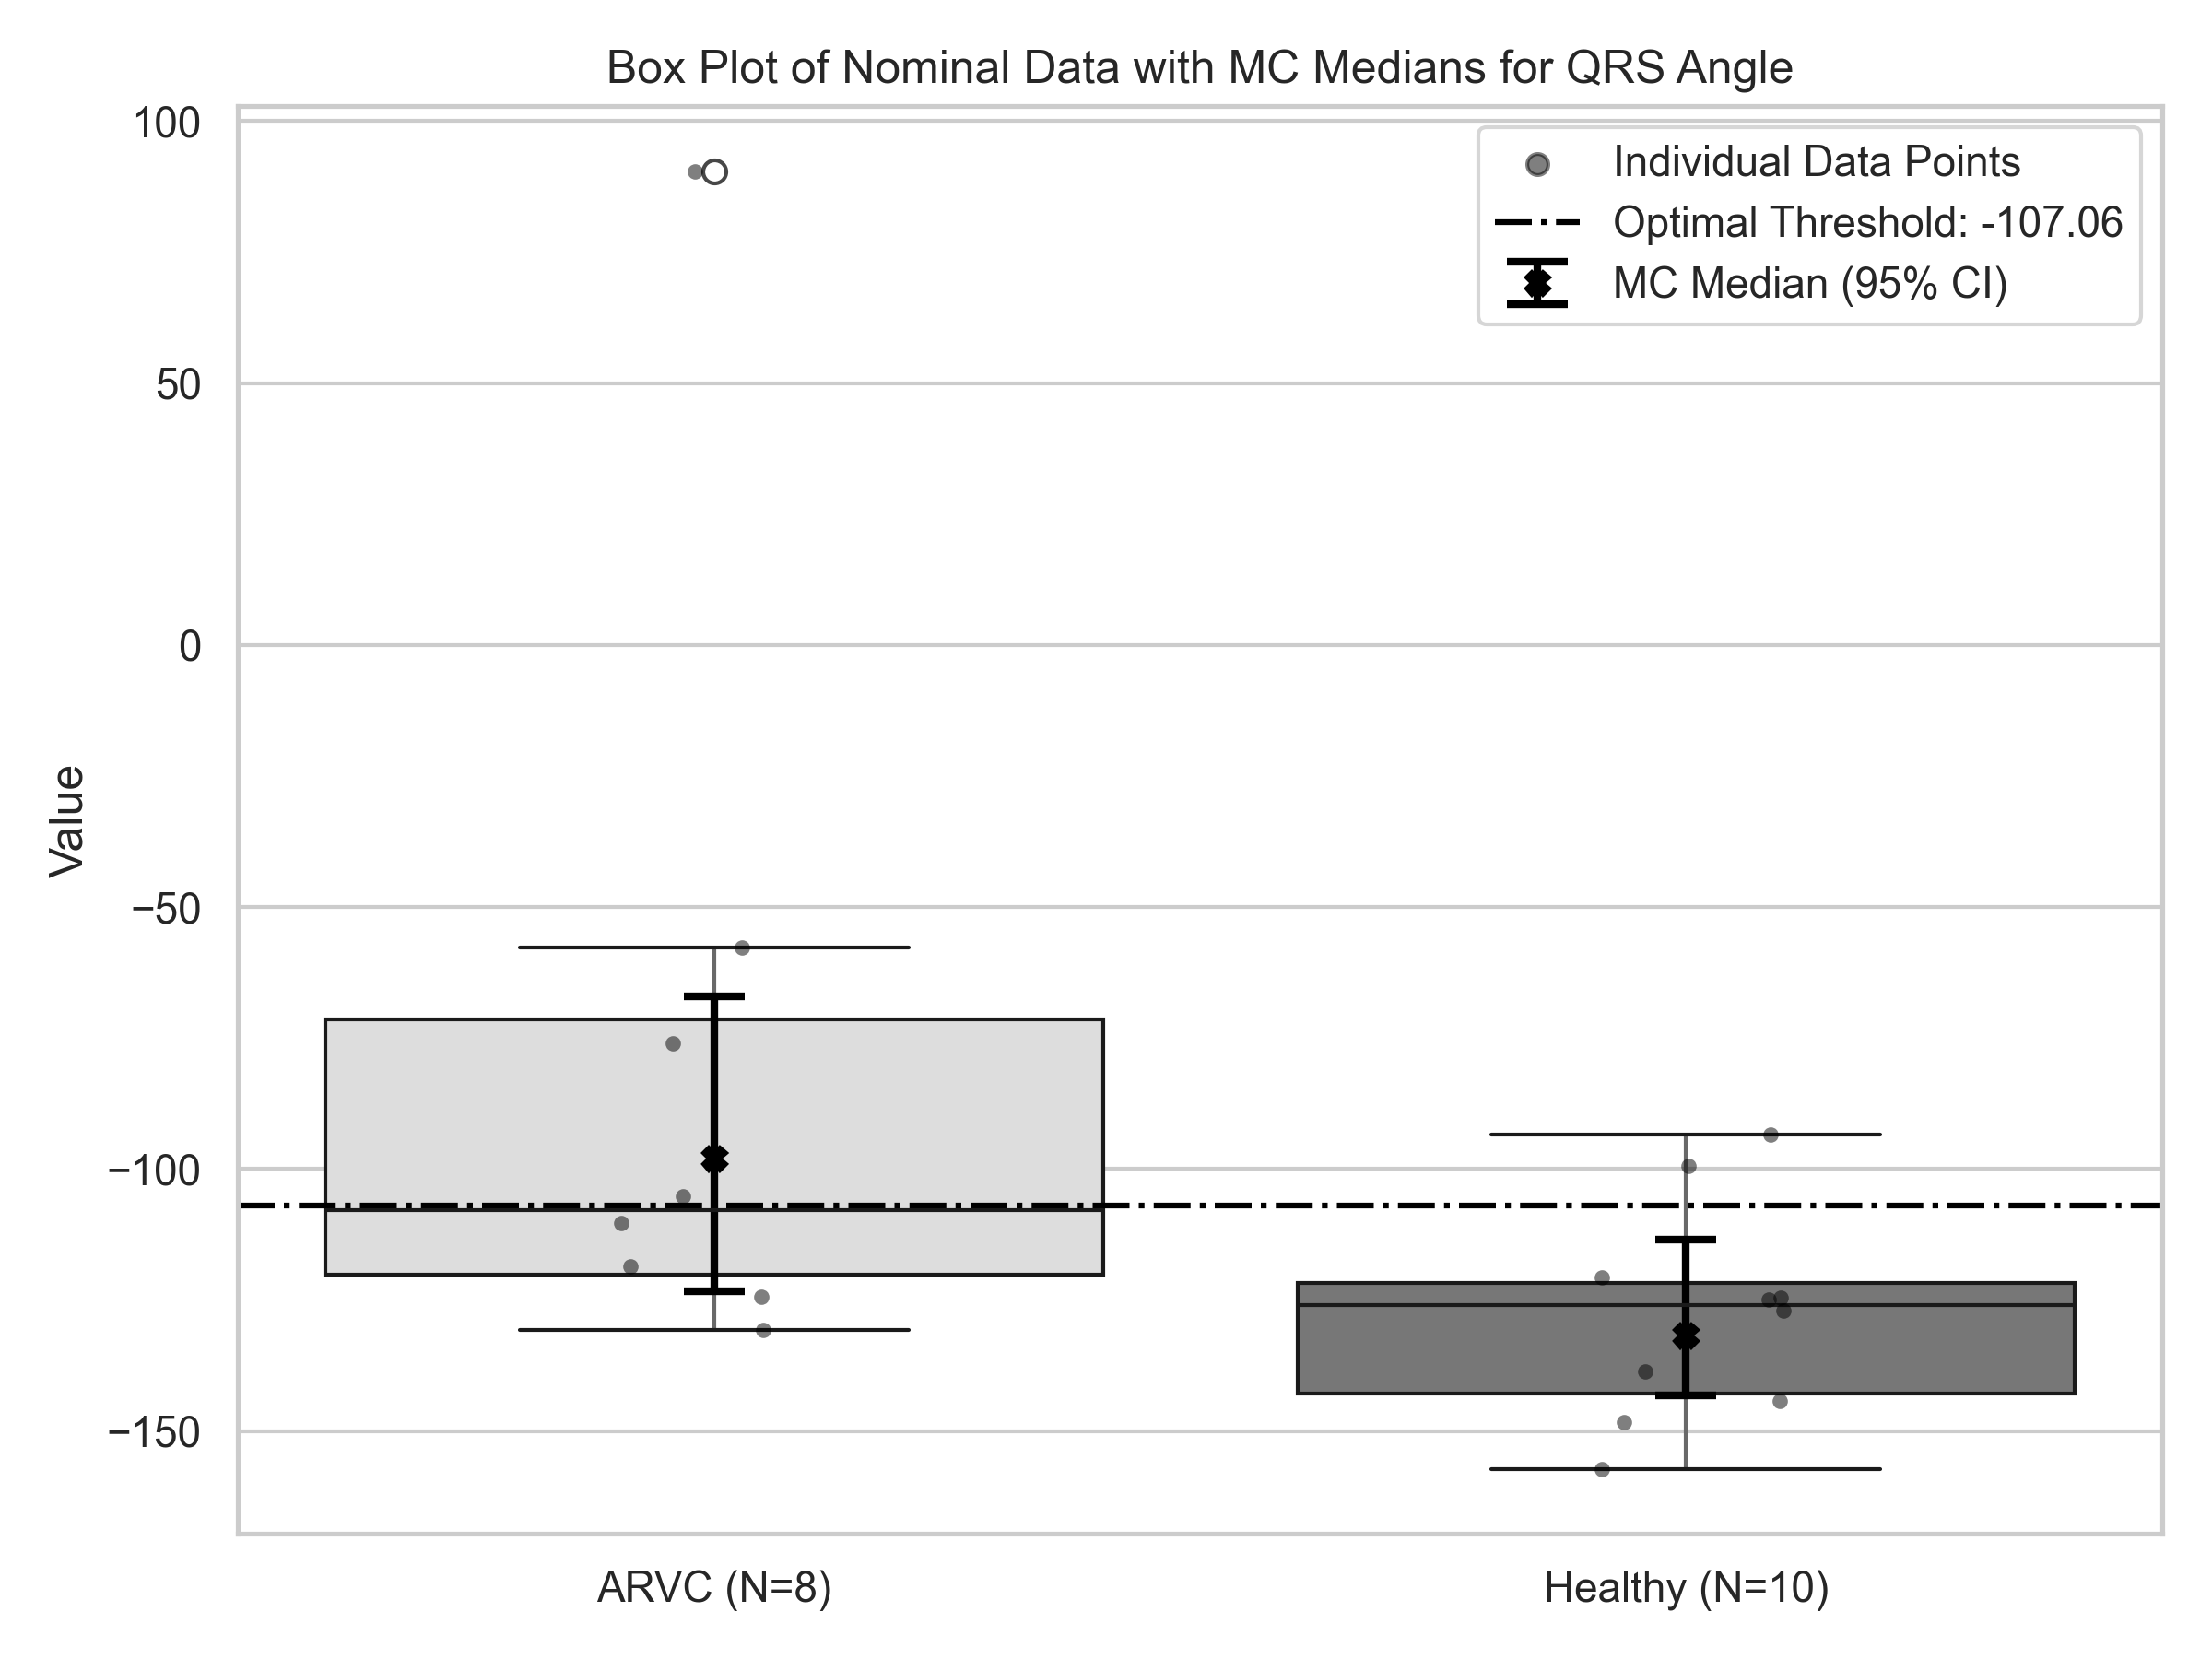 Box Plot of Nominal Data with MC Medians for QRS Angle
100
50
0
−50
−100
−150
Value
Individual Data Points
Optimal Threshold: -107.06
MC Median (95% CI)
ARVC (N=8)
Healthy (N=10)